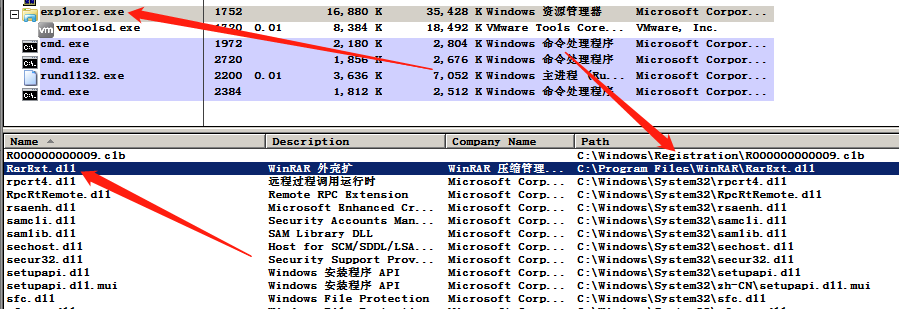 explorer.exe 1752 16,880 K 35,428 K Windows 资源管理器 Microsoft Corpor...
vmtoolsd.exe 1720 0.01 8,384 K 18,492 K VMware Tools Core... VMware, Inc.
cmd.exe 1972 2,180 K 2,804 K Windows 命令处理程序 Microsoft Corpor...
cmd.exe 2720 1,856 K 2,676 K Windows 命令处理程序 Microsoft Corpor...
rundll32.exe 2200 0.01 3,636 K 7,052 K Windows 主进程 (Ru... Microsoft Corpor...
cmd.exe 2384 1,812 K 2,512 K Windows 命令处理程序 Microsoft Corpor...
Name Description Company Name Path
R000000000009.clb C:\Windows\Registration\R000000000009.clb
RarExt.dll WinRAR 外壳扩 WinRAR 压缩管理... C:\Program Files\WinRAR\RarExt.dll
rpcrt4.dll 远程过程调用运行时 Microsoft Corp... C:\Windows\System32\rpcrt4.dll
RpcRtRemote.dll Remote RPC Extension Microsoft Corp... C:\Windows\System32\RpcRtRemote.dll
rsaenh.dll Microsoft Enhanced Cr... Microsoft Corp... C:\Windows\System32\rsaenh.dll
samcli.dll Security Accounts Man... Microsoft Corp... C:\Windows\System32\samcli.dll
samlib.dll SAM Library DLL Microsoft Corp... C:\Windows\System32\samlib.dll
sechost.dll Host for SCM/SDDL/LSA... Microsoft Corp... C:\Windows\System32\sechost.dll
secur32.dll Security Support Prov... Microsoft Corp... C:\Windows\System32\secur32.dll
setupapi.dll Windows 安装程序 API Microsoft Corp... C:\Windows\System32\setupapi.dll
setupapi.dll.mui Windows 安装程序 API Microsoft Corp... C:\Windows\System32\zh-CN\setupapi.dll.mui
sfc.dll Windows File Protection Microsoft Corp... C:\Windows\System32\sfc.dll